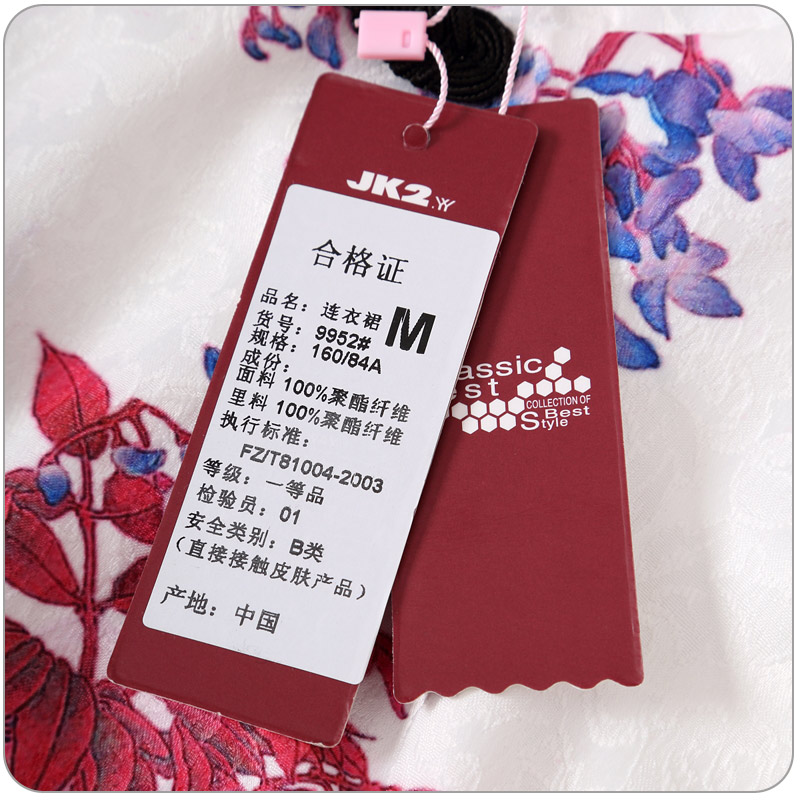 JK2.YY
合格证
品名：连衣裙 M
货号：9952#
规格：160/84A
成份：
面料 100%聚酯纤维
里料 100%聚酯纤维
执行标准：
FZ/T81004-2003
等级：一等品
检验员：01
安全类别：B类
（直接接触皮肤产品）
产地：中国
COLLECTION OF
Best
Style